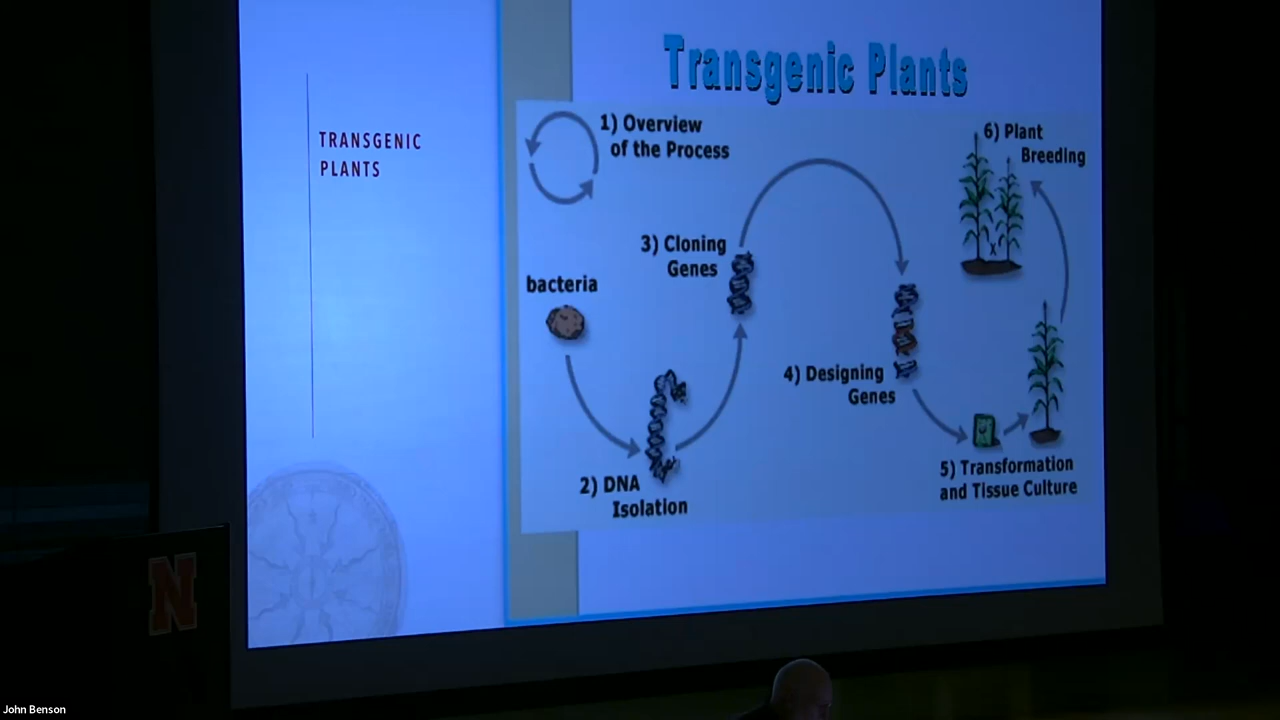 TRANSGENIC
PLANTS
Transgenic Plants
1) Overview
of the Process
6) Plant
Breeding
3) Cloning
Genes
bacteria
4) Designing
Genes
5) Transformation
and Tissue Culture
2) DNA
Isolation
x
N
John Benson